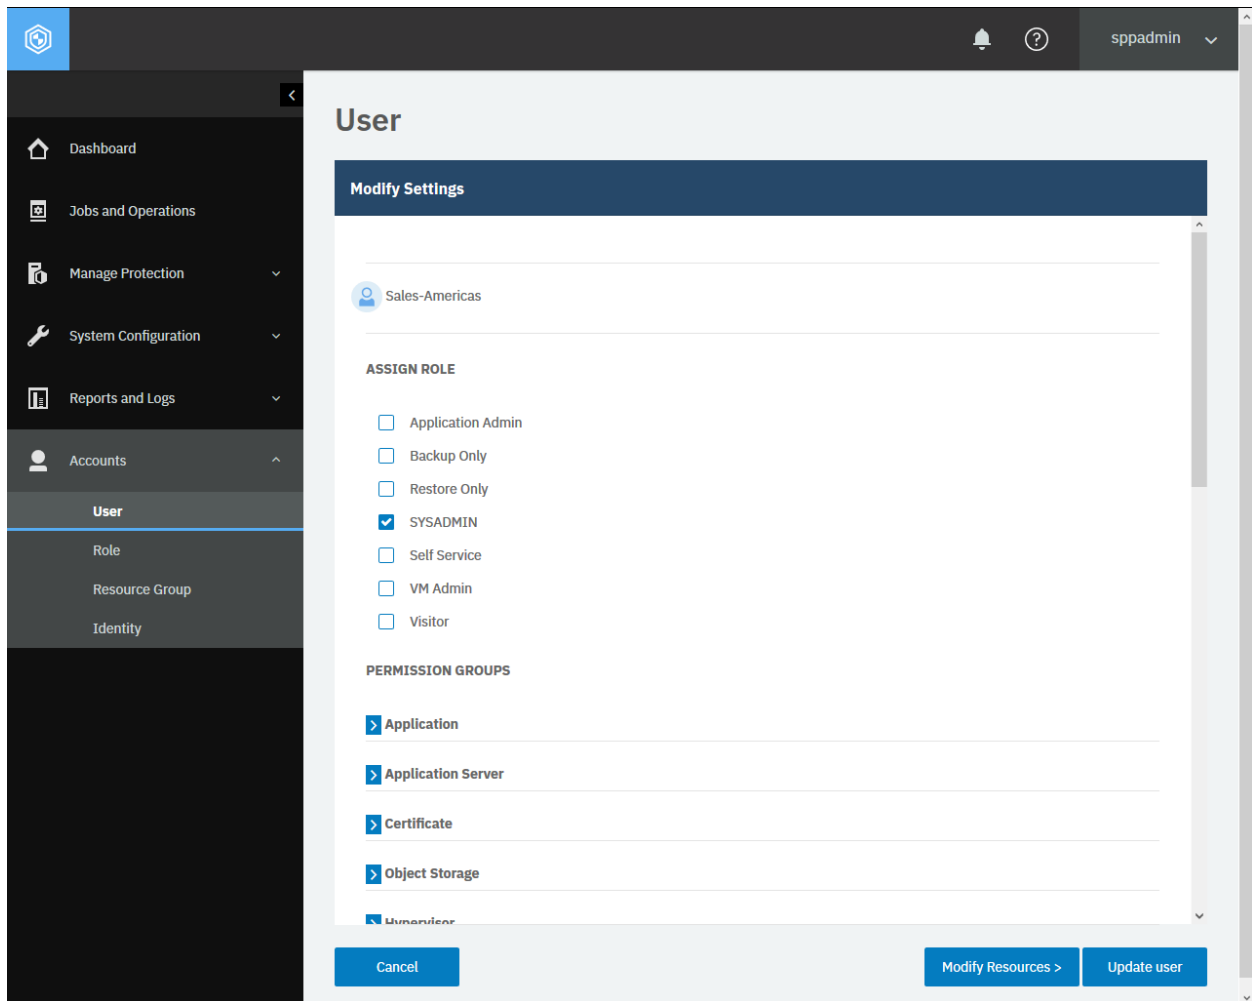 sppadmin
Dashboard
Jobs and Operations
Manage Protection
System Configuration
Reports and Logs
Accounts
User
Role
Resource Group
Identity
User
Modify Settings
Sales-Americas
ASSIGN ROLE
Application Admin
Backup Only
Restore Only
SYSADMIN
Self Service
VM Admin
Visitor
PERMISSION GROUPS
Application
Application Server
Certificate
Object Storage
Hypervisor
Cancel
Modify Resources >
Update user